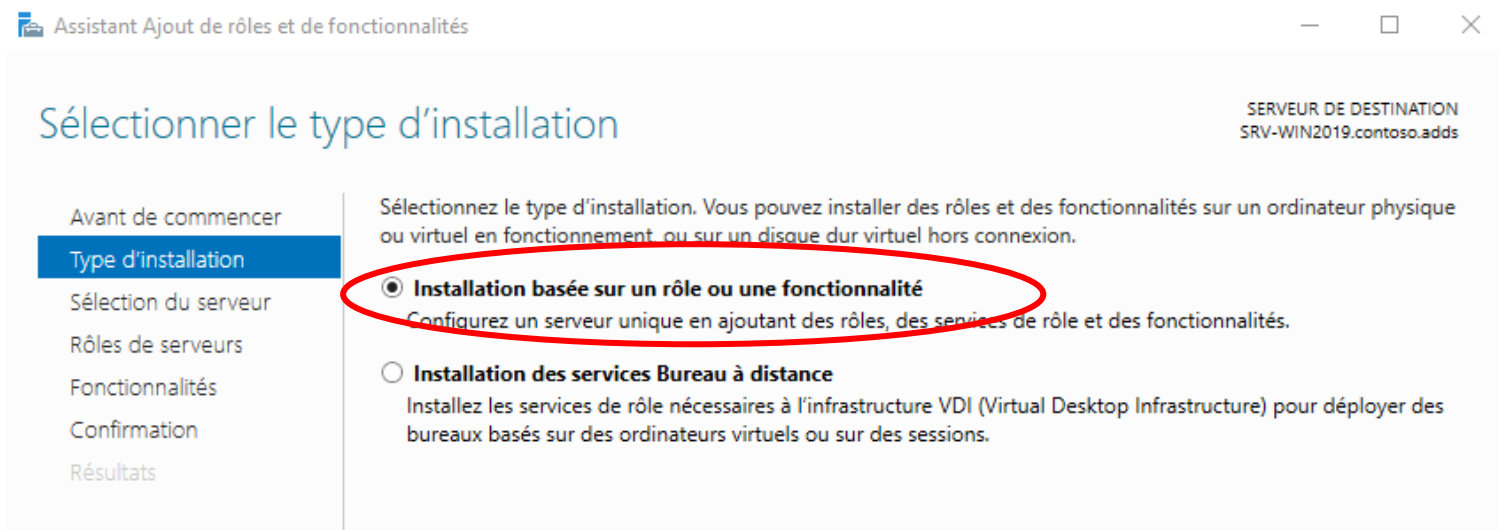 Assistant Ajout de rôles et de fonctionnalités
Sélectionner le type d’installation
SERVEUR DE DESTINATION
SRV-WIN2019.contoso.adds
Avant de commencer
Type d’installation
Sélection du serveur
Rôles de serveurs
Fonctionnalités
Confirmation
Résultats
Sélectionnez le type d’installation. Vous pouvez installer des rôles et des fonctionnalités sur un ordinateur physique
ou virtuel en fonctionnement, ou sur un disque dur virtuel hors connexion.
Installation basée sur un rôle ou une fonctionnalité
Configurez un serveur unique en ajoutant des rôles, des services de rôle et des fonctionnalités.
Installation des services Bureau à distance
Installez les services de rôle nécessaires à l’infrastructure VDI (Virtual Desktop Infrastructure) pour déployer des
bureaux basés sur des ordinateurs virtuels ou sur des sessions.